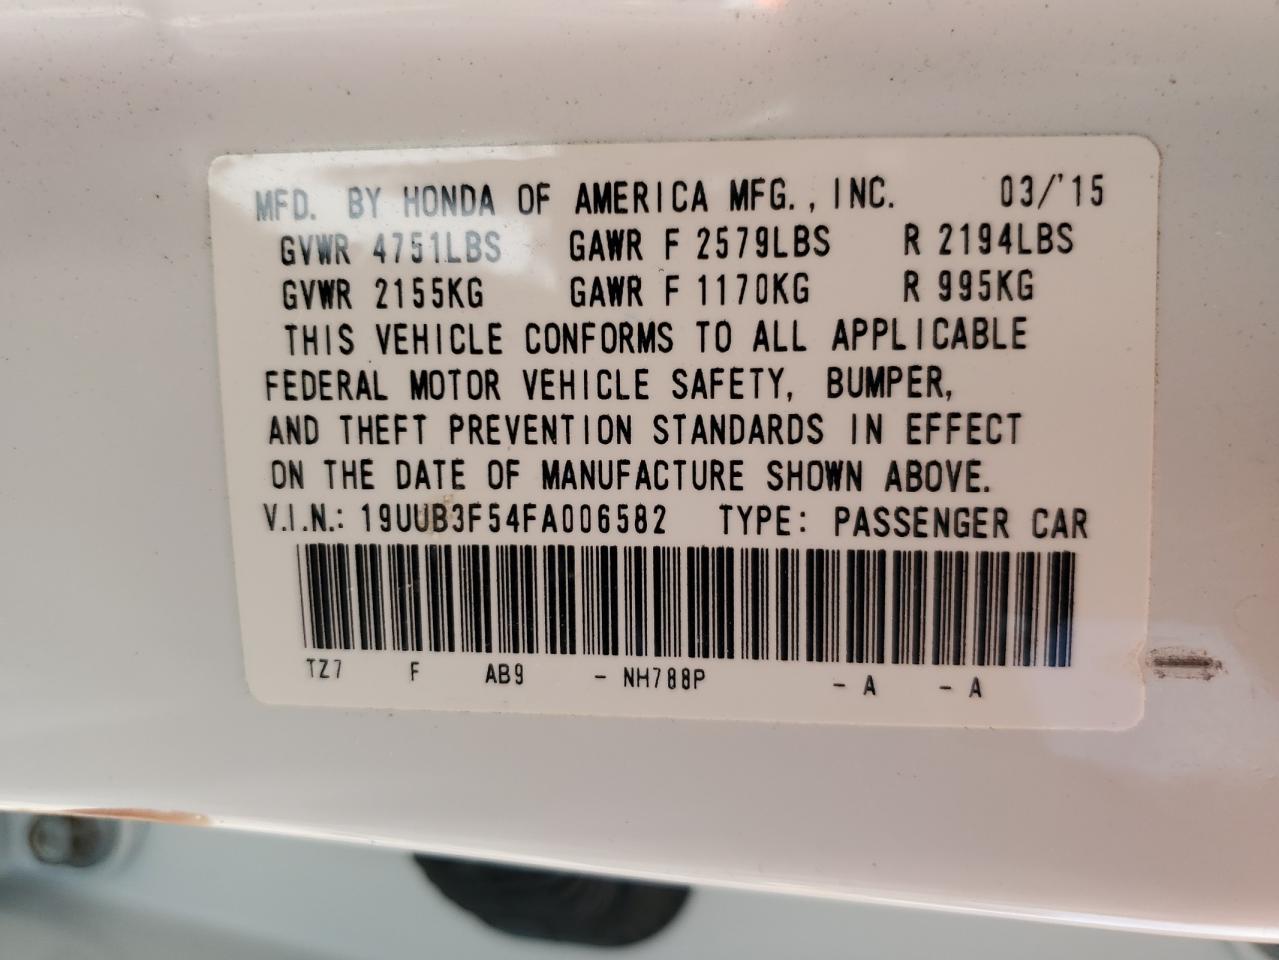 MFD. BY HONDA OF AMERICA MFG., INC. 03/'15
GVWR 4751LBS GAWR F 2579LBS R 2194LBS
GVWR 2155KG GAWR F 1170KG R 995KG
THIS VEHICLE CONFORMS TO ALL APPLICABLE
FEDERAL MOTOR VEHICLE SAFETY, BUMPER,
AND THEFT PREVENTION STANDARDS IN EFFECT
ON THE DATE OF MANUFACTURE SHOWN ABOVE.
V.I.N.: 19UUB3F54FA006582 TYPE: PASSENGER CAR
TZ7 F AB9 - NH788P - A - A